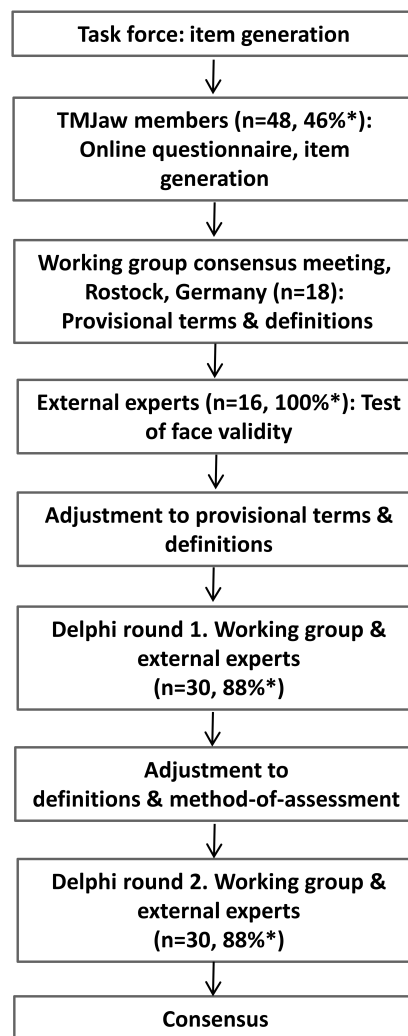 Task force: item generation
TMJaw members (n=48, 46%*):
Online questionnaire, item
generation
Working group consensus meeting,
Rostock, Germany (n=18):
Provisional terms & definitions
External experts (n=16, 100%*): Test
of face validity
Adjustment to provisional terms &
definitions
Delphi round 1. Working group &
external experts
(n=30, 88%*)
Adjustment to
definitions & method-of-assessment
Delphi round 2. Working group &
external experts
(n=30, 88%*)
Consensus